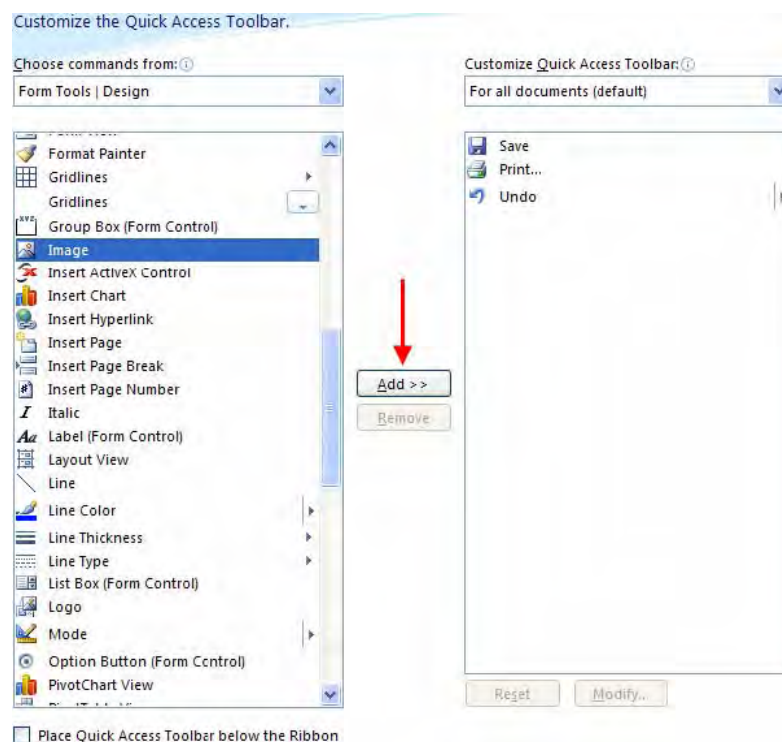 Customize the Quick Access Toolbar.
Choose commands from:
Form Tools | Design
Format Painter
Gridlines
Gridlines
Group Box (Form Control)
Image
Insert ActiveX Control
Insert Chart
Insert Hyperlink
Insert Page
Insert Page Break
Insert Page Number
Italic
Label (Form Control)
Layout View
Line
Line Color
Line Thickness
Line Type
List Box (Form Control)
Logo
Mode
Option Button (Form Control)
PivotChart View
Place Quick Access Toolbar below the Ribbon
Add >>
Remove
Customize Quick Access Toolbar:
For all documents (default)
Save
Print...
Undo
Reset
Modify...